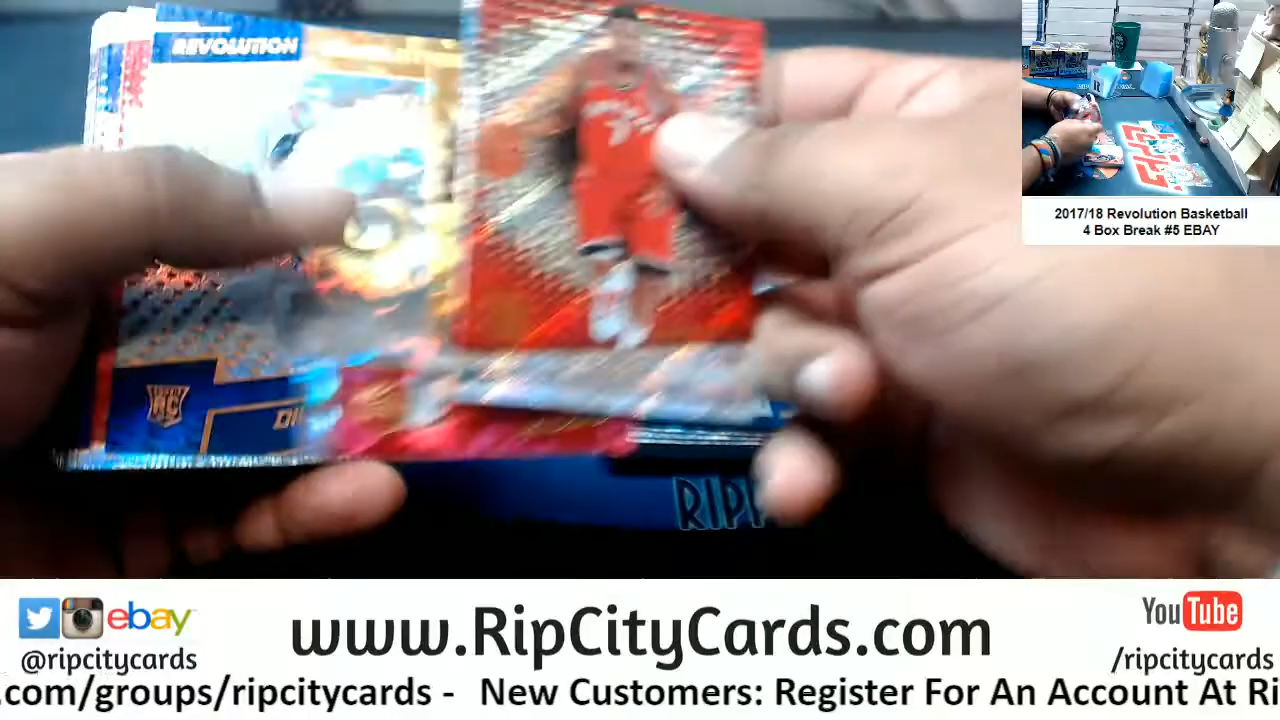 REVOLUTION
RC
2017/18 Revolution Basketball
4 Box Break #5 EBAY
ebay
@ripcitycards
www.RipCityCards.com
YouTube
/ripcitycards
.com/groups/ripcitycards - New Customers: Register For An Account At Ri